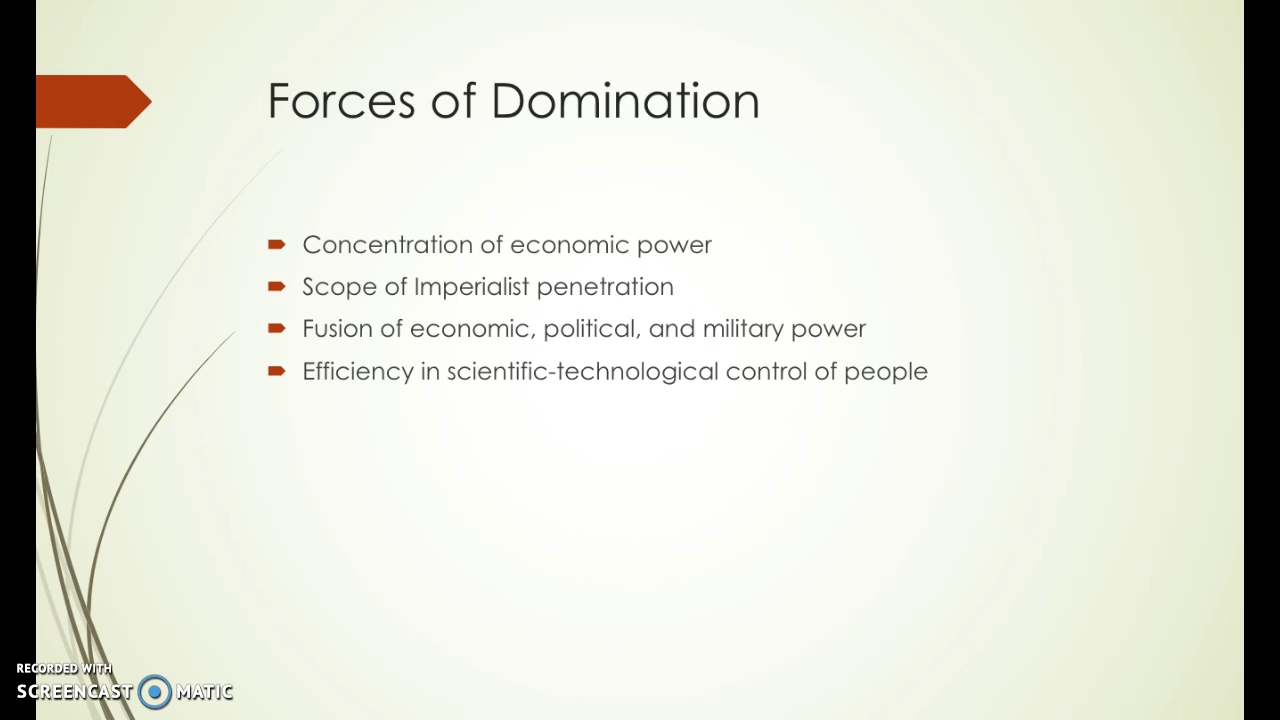 Forces of Domination
Concentration of economic power
Scope of Imperialist penetration
Fusion of economic, political, and military power
Efficiency in scientific-technological control of people
RECORDED WITH
SCREENCAST MATIC